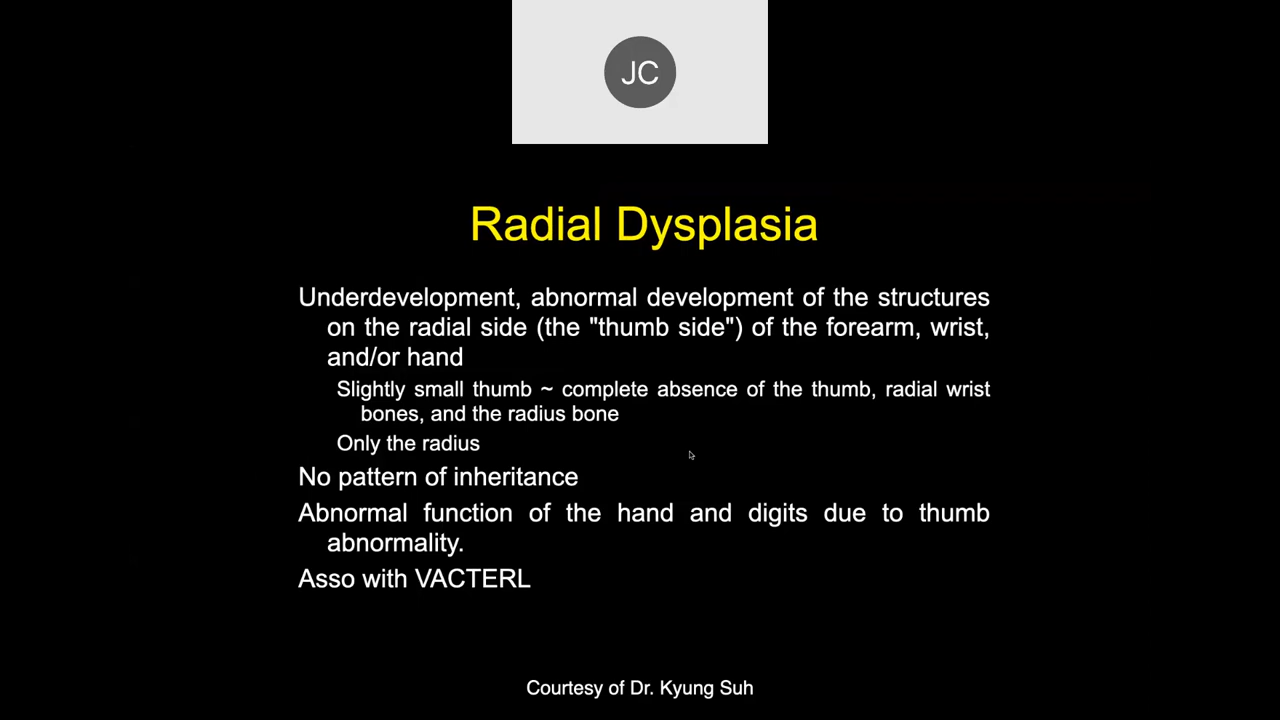 JC
Radial Dysplasia
Underdevelopment, abnormal development of the structures
on the radial side (the "thumb side") of the forearm, wrist,
and/or hand
Slightly small thumb ~ complete absence of the thumb, radial wrist
bones, and the radius bone
Only the radius
No pattern of inheritance
Abnormal function of the hand and digits due to thumb
abnormality.
Asso with VACTERL
Courtesy of Dr. Kyung Suh